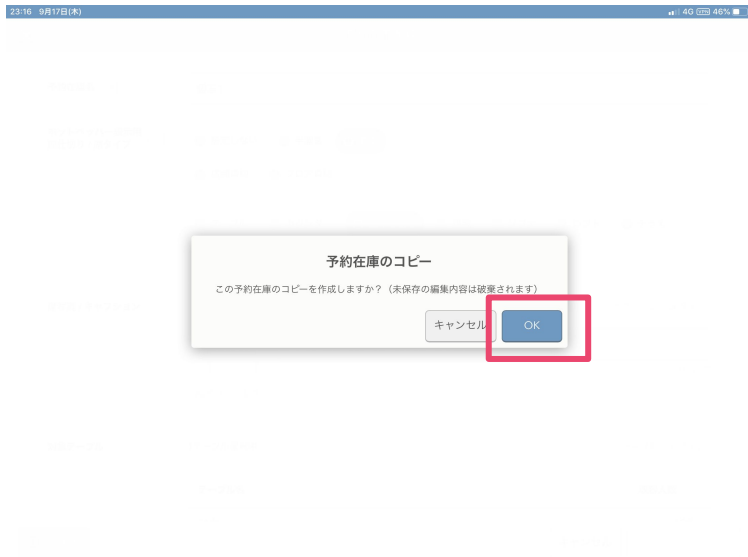 23:16 9月17日(木)
4G VPN 46%
予約在庫のコピー
この予約在庫のコピーを作成しますか？（未保存の編集内容は破棄されます）
キャンセル OK